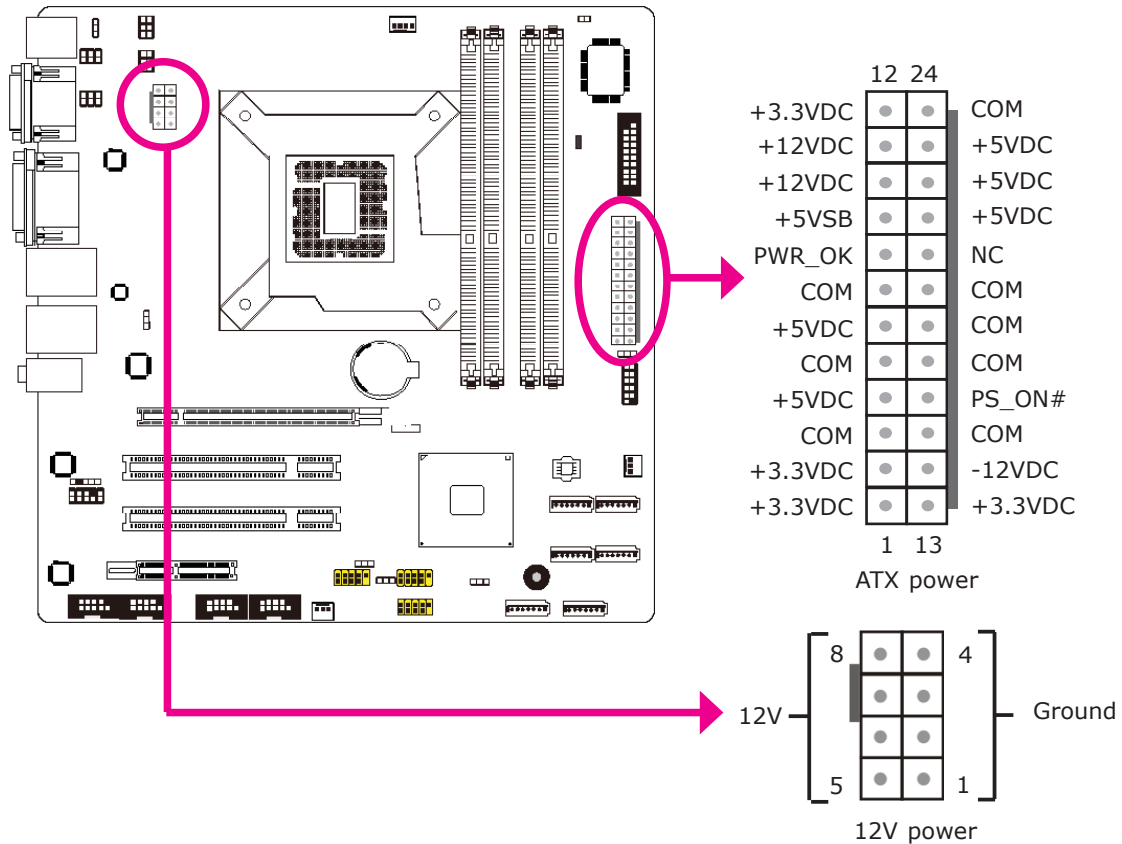 12 24
+3.3VDC COM
+12VDC +5VDC
+12VDC +5VDC
+5VSB +5VDC
PWR_OK NC
COM COM
+5VDC COM
COM COM
+5VDC PS_ON#
COM COM
+3.3VDC -12VDC
+3.3VDC +3.3VDC
1 13
ATX power
8 4
12V Ground
5 1
12V power